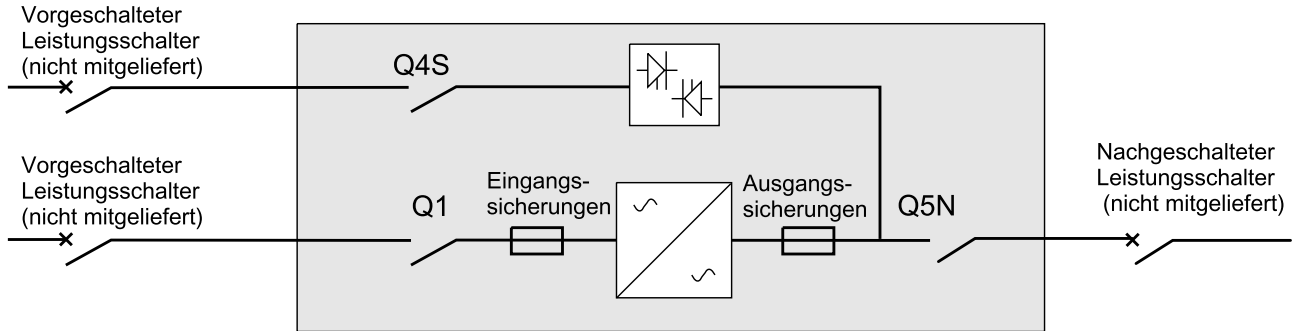 Vorgeschalteter
Leistungsschalter
(nicht mitgeliefert)
Q4S
Vorgeschalteter
Leistungsschalter
(nicht mitgeliefert)
Q1
Eingangs-
sicherungen
Ausgangs-
sicherungen
Q5N
Nachgeschalteter
Leistungsschalter
(nicht mitgeliefert)